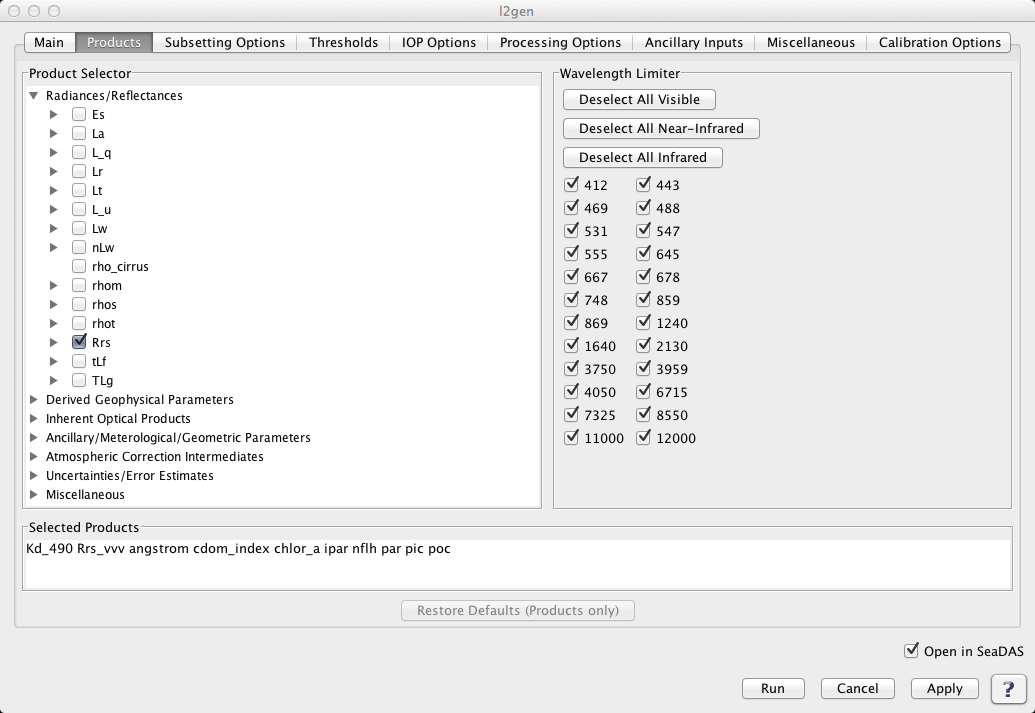 l2gen
Main Products Subsetting Options Thresholds IOP Options Processing Options Ancillary Inputs Miscellaneous Calibration Options
Product Selector
Radiances/Reflectances
Es
La
L_q
Lr
Lt
L_u
Lw
nLw
rho_cirrus
rhom
rhos
rhot
Rrs
tLf
TLg
Derived Geophysical Parameters
Inherent Optical Products
Ancillary/Meterological/Geometric Parameters
Atmospheric Correction Intermediates
Uncertainties/Error Estimates
Miscellaneous
Wavelength Limiter
Deselect All Visible
Deselect All Near-Infrared
Deselect All Infrared
412 443
469 488
531 547
555 645
667 678
748 859
869 1240
1640 2130
3750 3959
4050 6715
7325 8550
11000 12000
Selected Products
Kd_490 Rrs_vvv angstrom cdom_index chlor_a ipar nflh par pic poc
Restore Defaults (Products only)
Open in SeaDAS
Run Cancel Apply ?